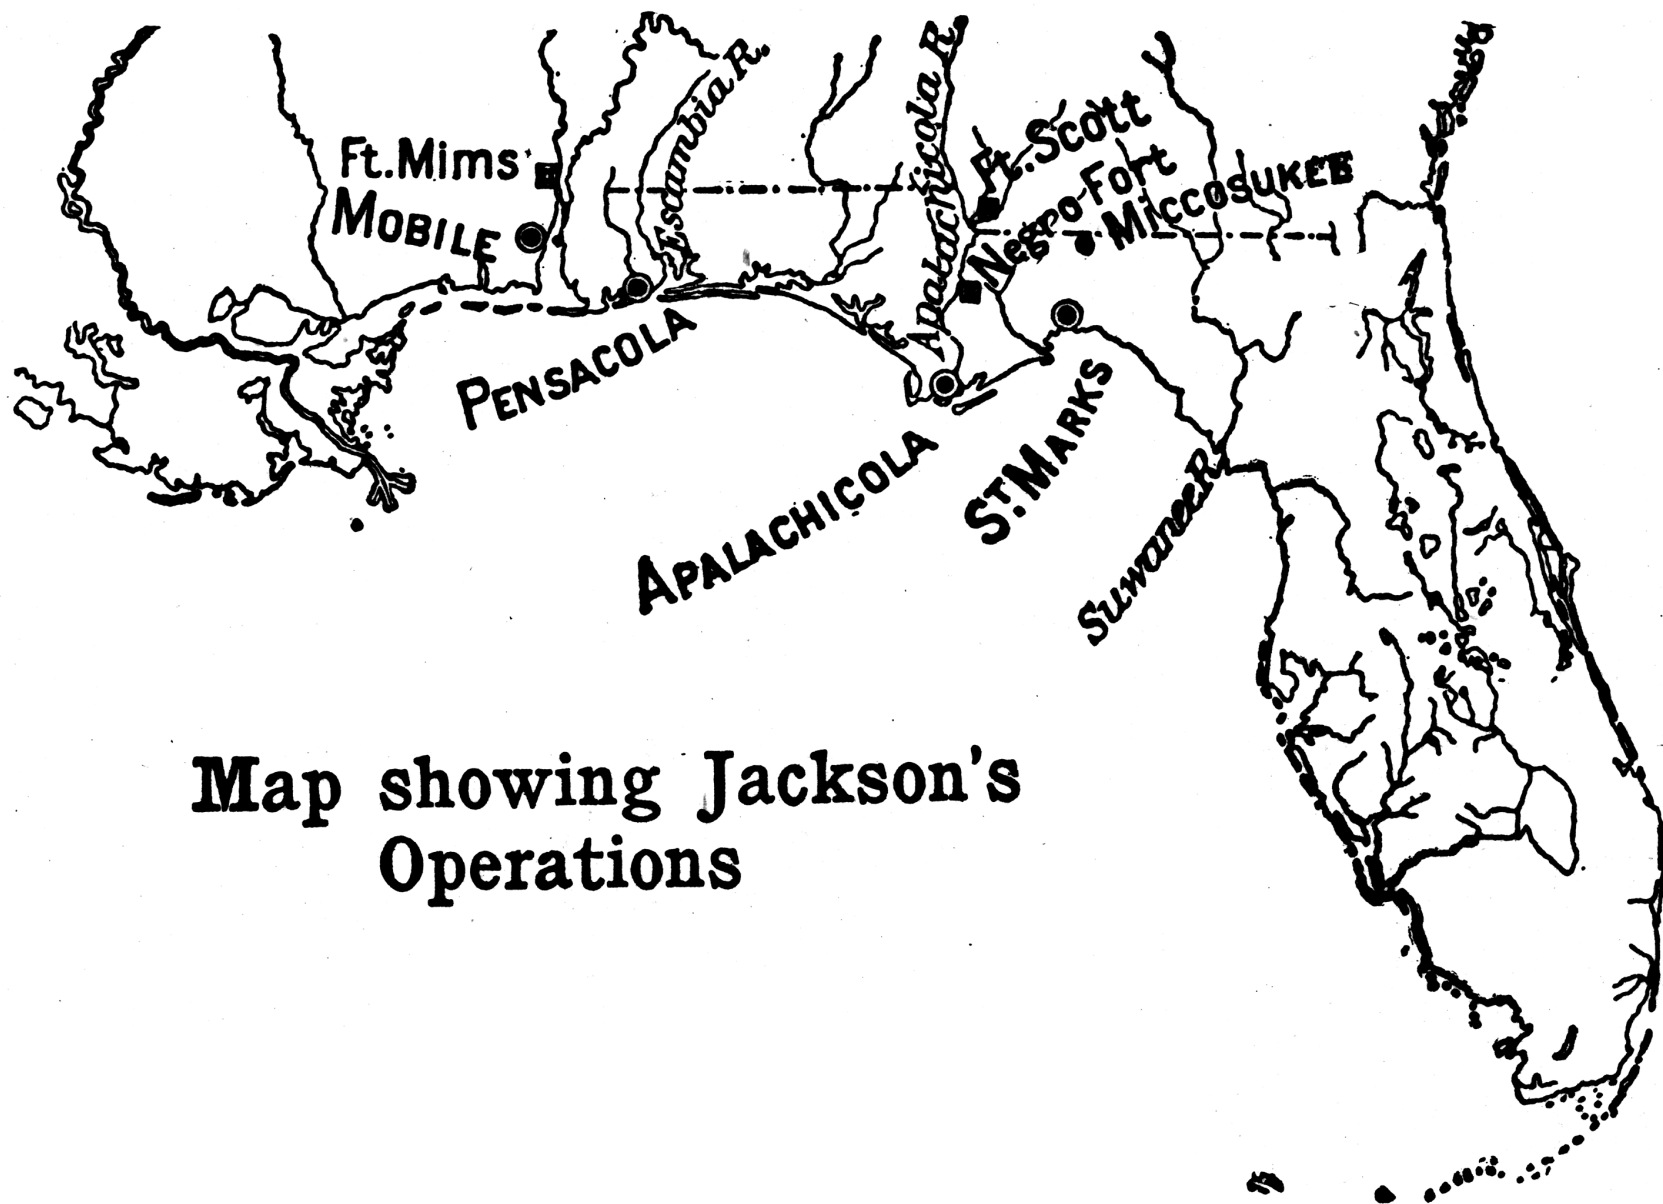 Escambia R.
Apalachicola R.
Ft. Scott
Ft. Mims
Negro Fort
MICCOSUKEE
MOBILE
PENSACOLA
APALACHICOLA
ST. MARKS
Suwanee R.
Map showing Jackson's
Operations